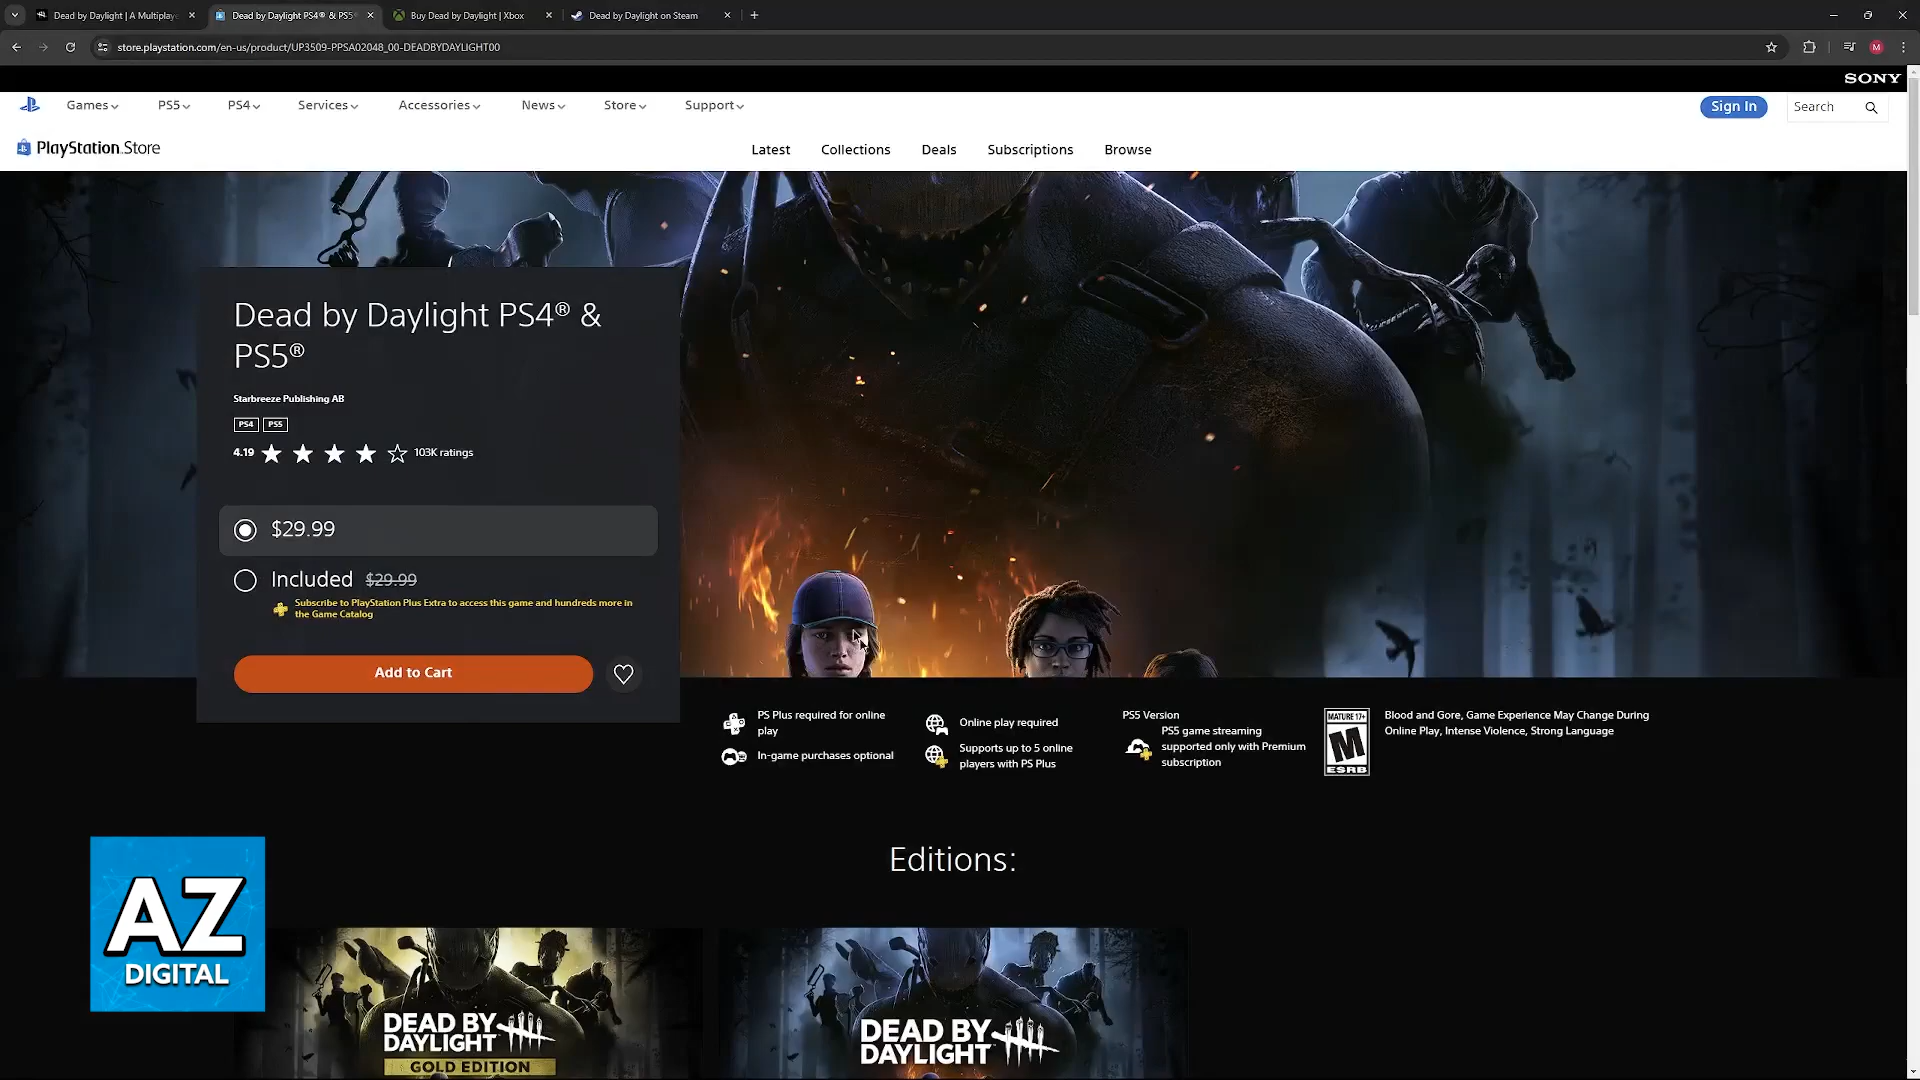 Dead by Daylight | A Multiplaye
Dead by Daylight PS4® & PS5®
Buy Dead by Daylight | Xbox
Dead by Daylight on Steam
store.playstation.com/en-us/product/UP3509-PPSA02048_00-DEADBYDAYLIGHT00
M
SONY
Games
PS5
PS4
Services
Accessories
News
Store
Support
Sign In
Search
PlayStation.Store
Latest
Collections
Deals
Subscriptions
Browse
Dead by Daylight PS4® &
PS5®
Starbreeze Publishing AB
PS4 PS5
4.19
103K ratings
$29.99
Included $29.99
Subscribe to PlayStation Plus Extra to access this game and hundreds more in
the Game Catalog
Add to Cart
PS Plus required for online
play
In-game purchases optional
Online play required
Supports up to 5 online
players with PS Plus
PS5 Version
PS5 game streaming
supported only with Premium
subscription
MATURE 17+
M
ESRB
Blood and Gore, Game Experience May Change During
Online Play, Intense Violence, Strong Language
Editions:
AZ
DIGITAL
DEAD BY
DAYLIGHT
GOLD EDITION
DEAD BY
DAYLIGHT